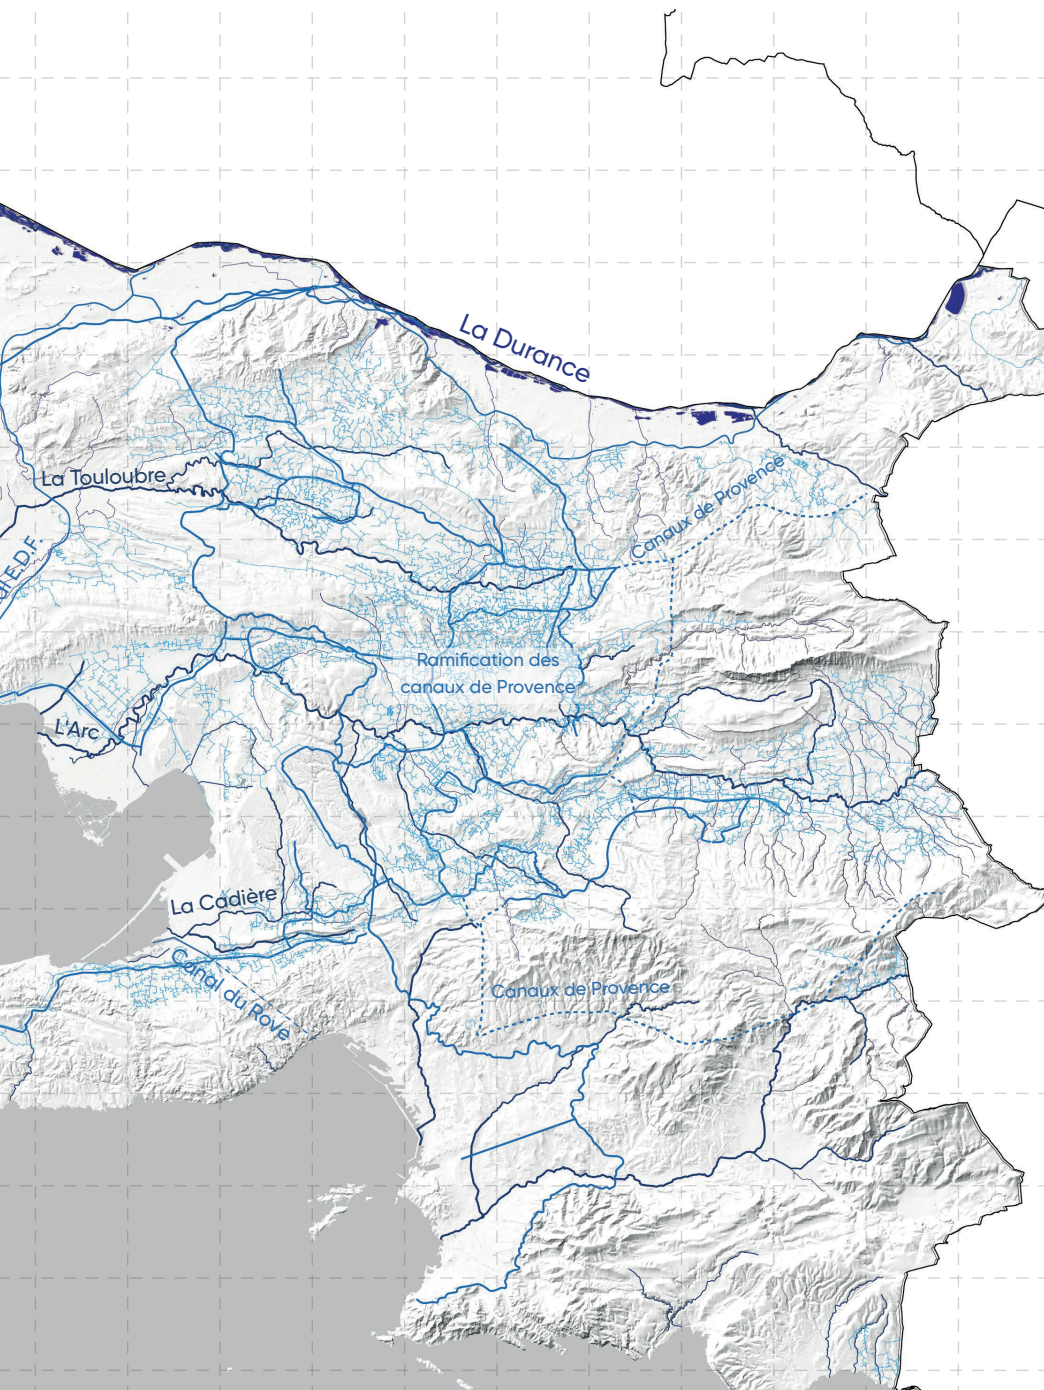 La Durance
La Touloubre
Canaux de Provence
al E.D.F.
Ramification des
canaux de Provence
L'Arc
La Cadière
Canal du Rove
Canaux de Provence